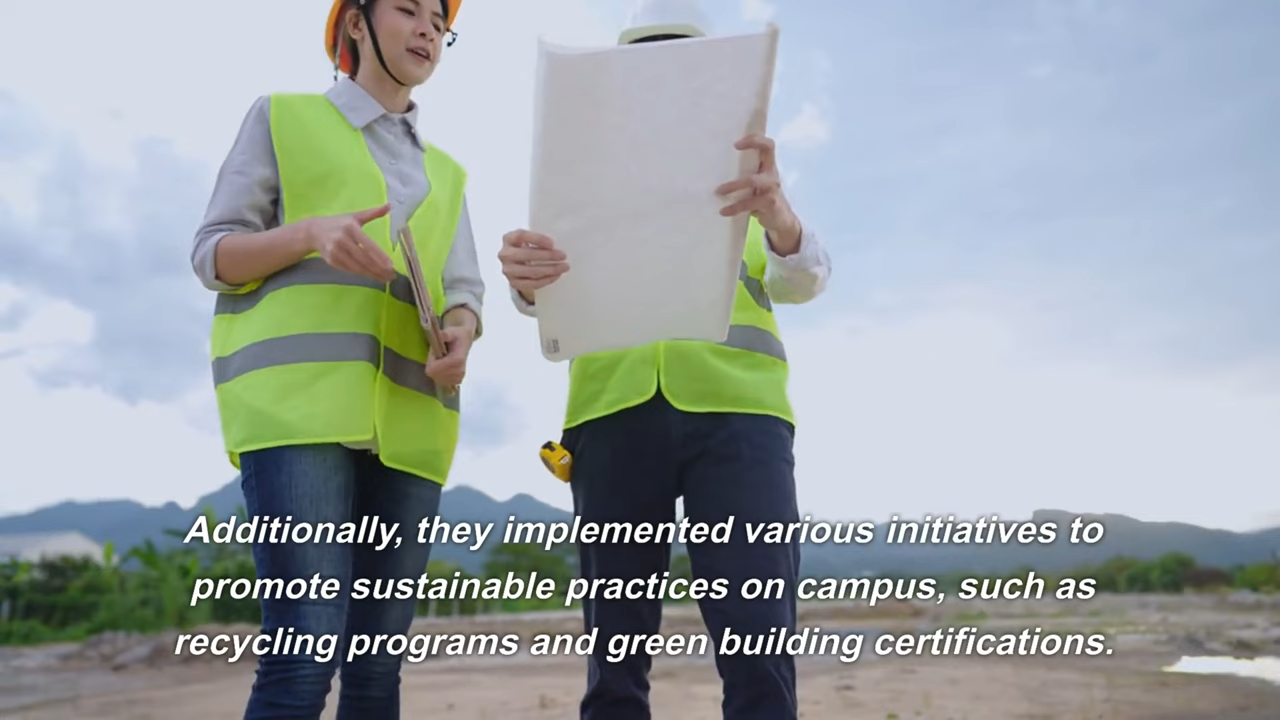 Additionally, they implemented various initiatives to
promote sustainable practices on campus, such as
recycling programs and green building certifications.